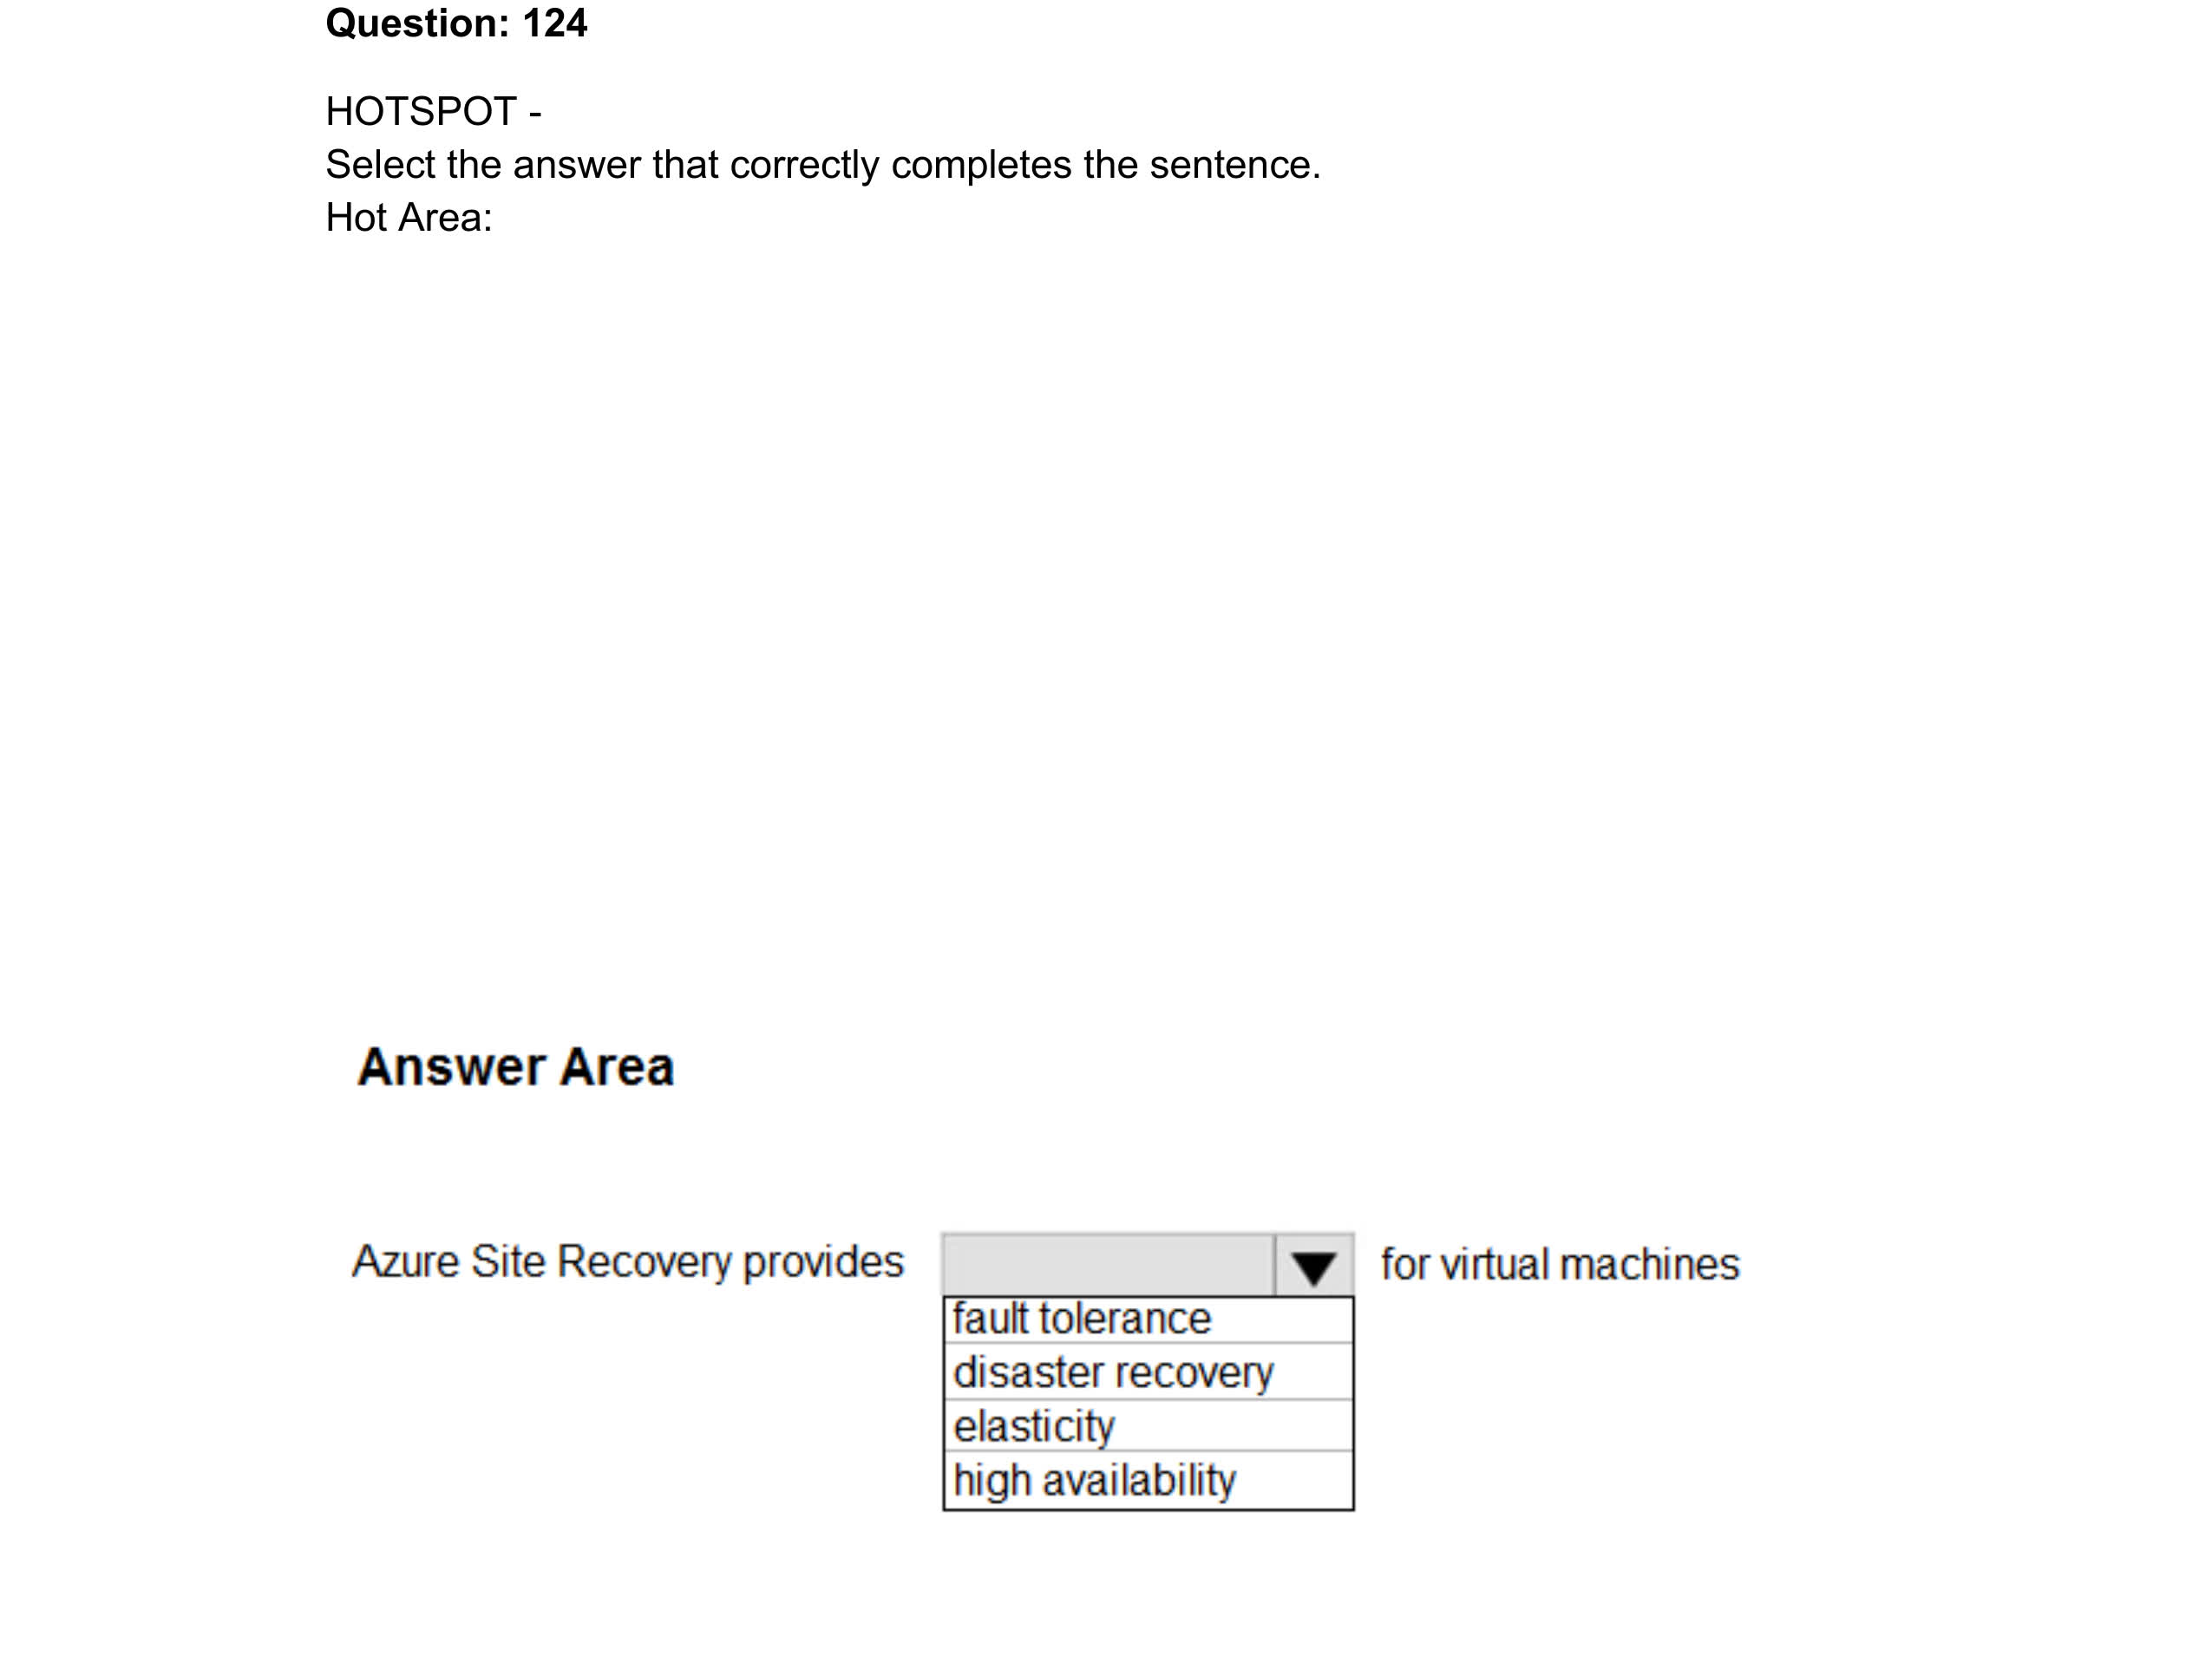 Question: 124
HOTSPOT -
Select the answer that correctly completes the sentence.
Hot Area:
Answer Area
Azure Site Recovery provides for virtual machines
fault tolerance
disaster recovery
elasticity
high availability